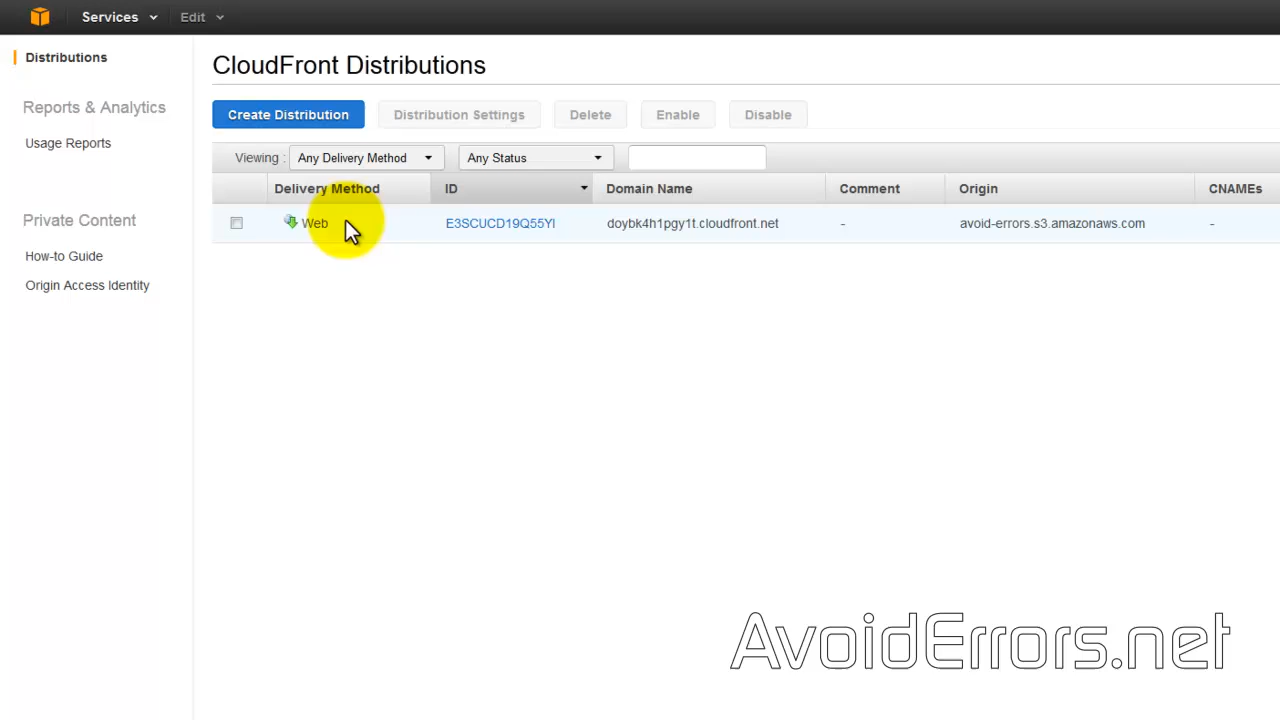 Services Edit
Distributions
Reports & Analytics
Usage Reports
Private Content
How-to Guide
Origin Access Identity
CloudFront Distributions
Create Distribution Distribution Settings Delete Enable Disable
Viewing : Any Delivery Method Any Status
Delivery Method ID Domain Name Comment Origin CNAMEs
Web E3SCUCD19Q55YI doybk4h1pgy1t.cloudfront.net - avoid-errors.s3.amazonaws.com -
AvoidErrors.net